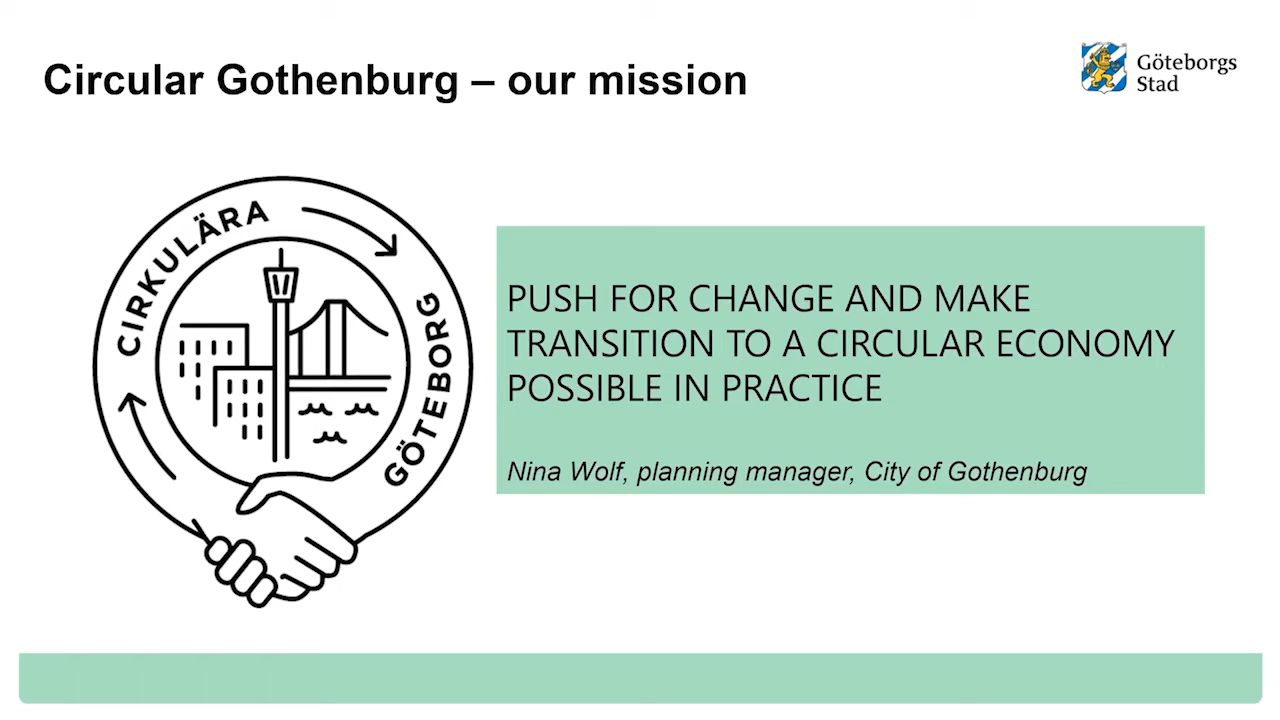 Circular Gothenburg – our mission
Göteborgs
Stad
CIRKULÄRA
GÖTEBORG
PUSH FOR CHANGE AND MAKE
TRANSITION TO A CIRCULAR ECONOMY
POSSIBLE IN PRACTICE
Nina Wolf, planning manager, City of Gothenburg